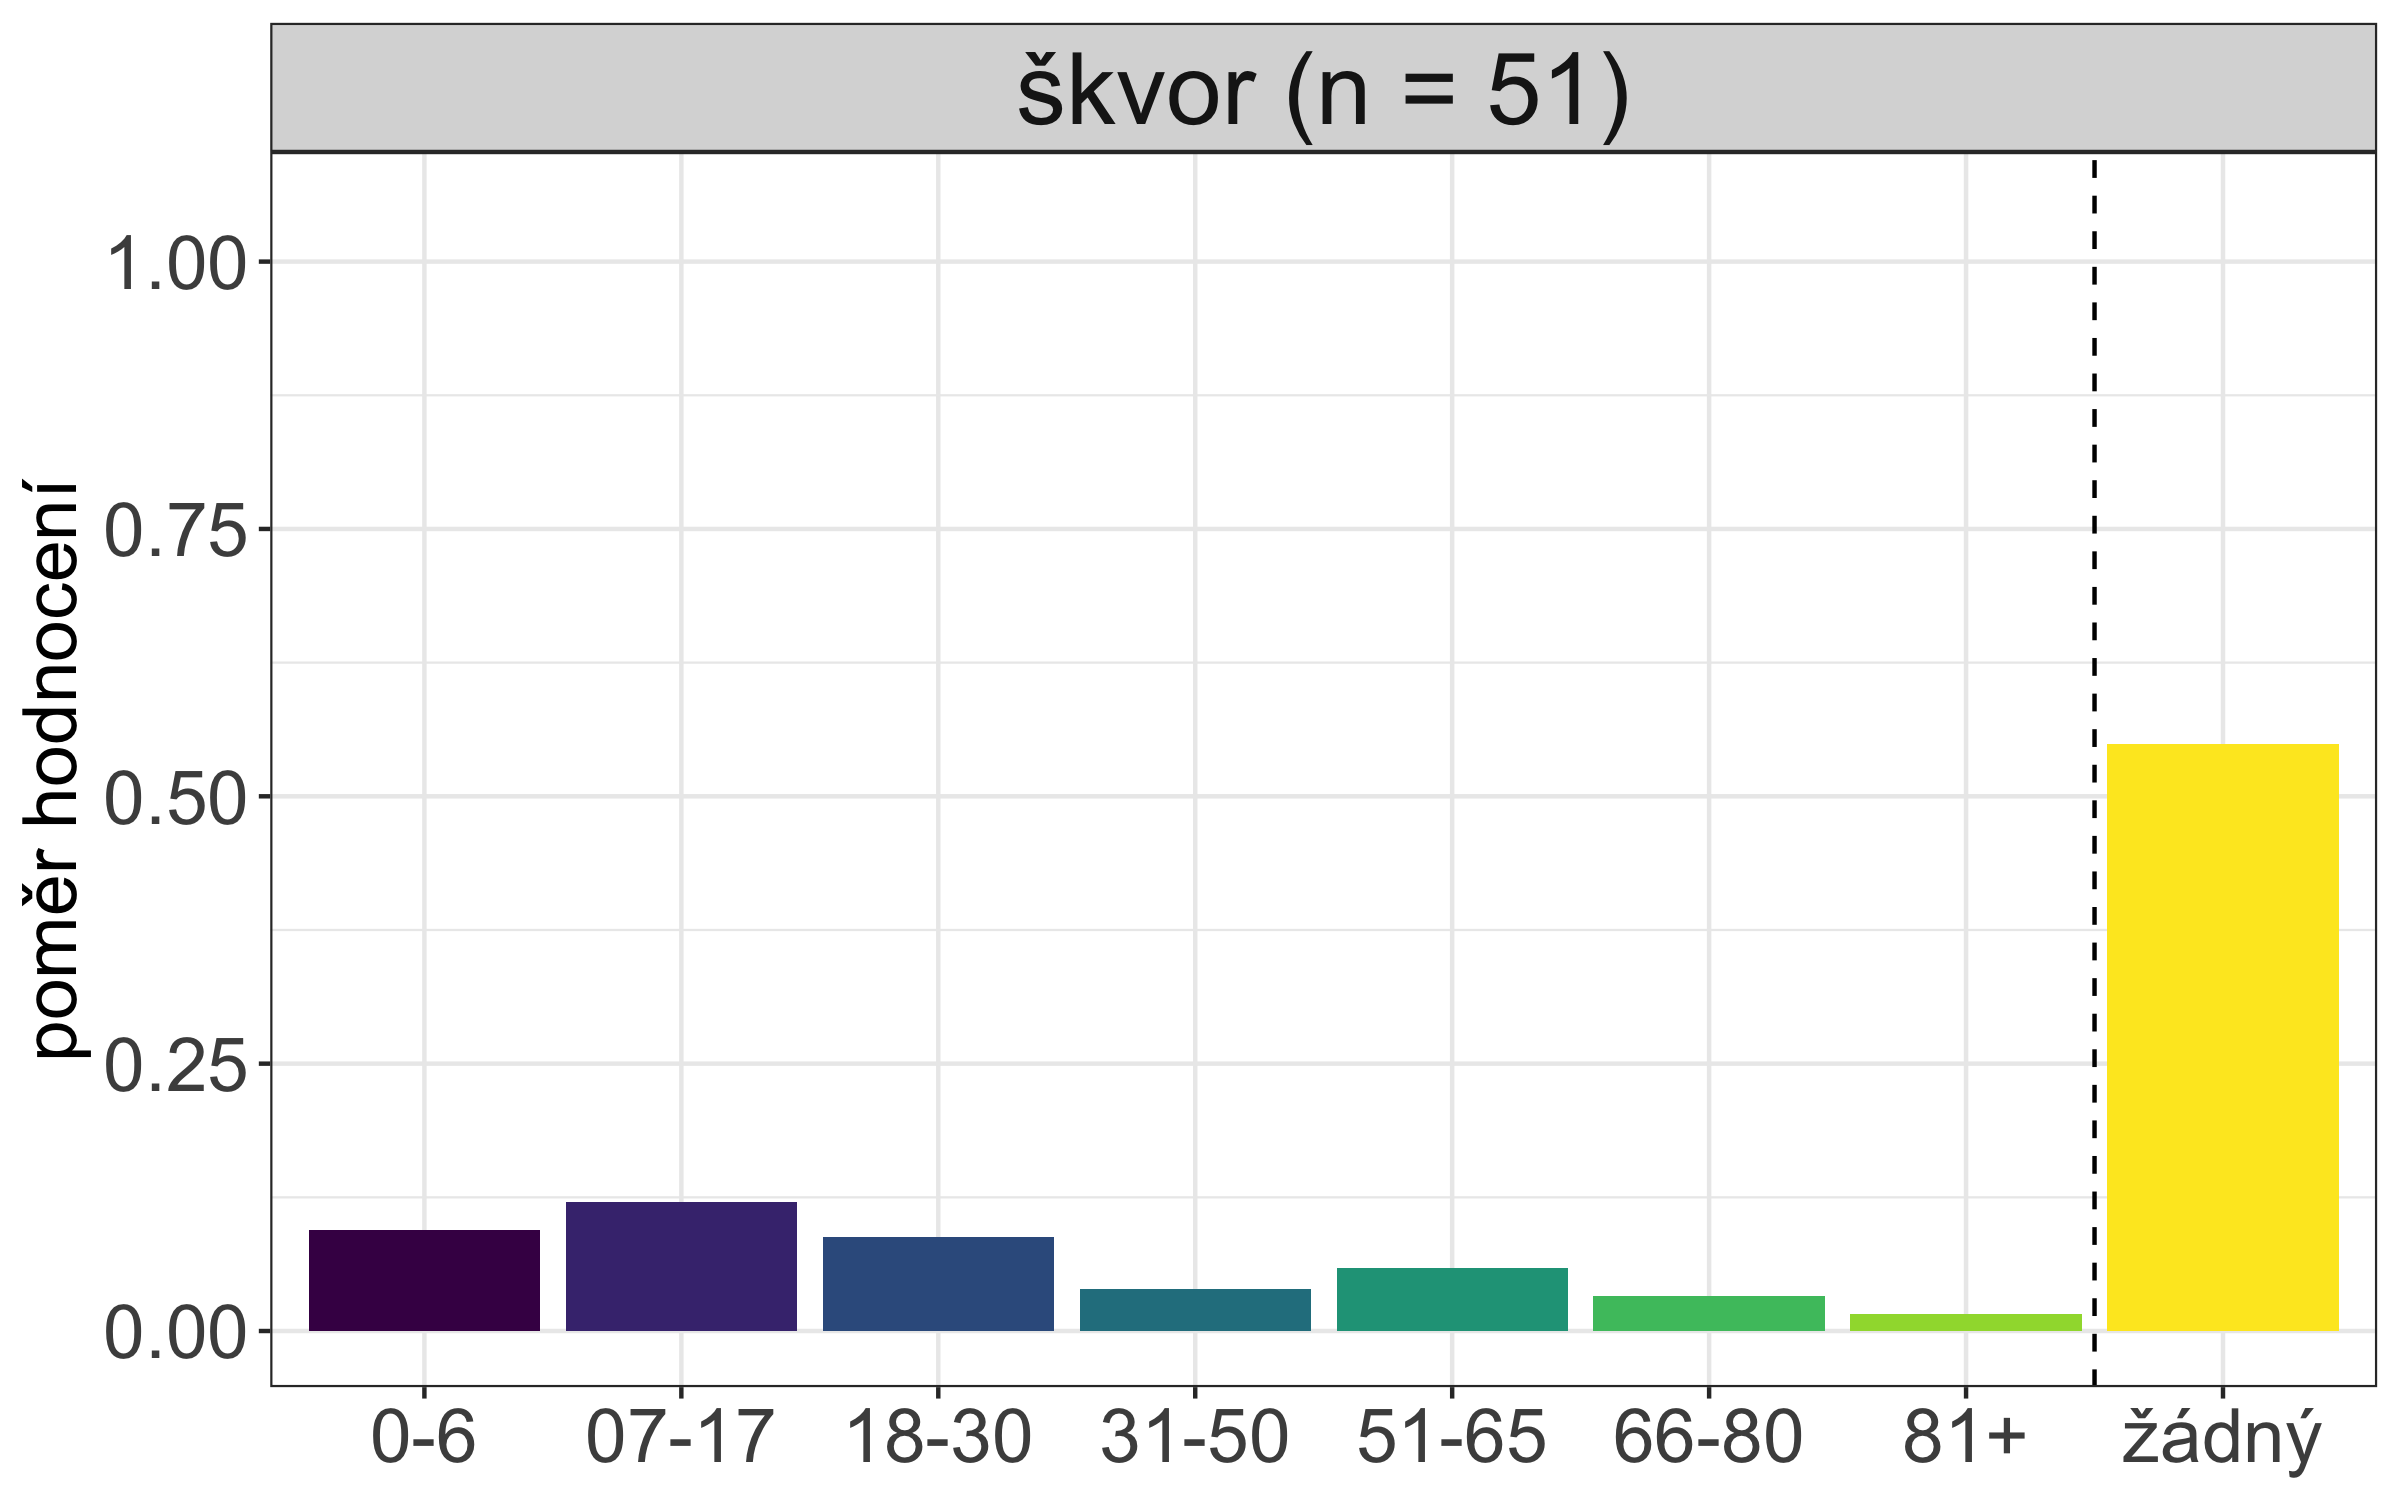 škvor (n = 51)
poměr hodnocení
1.00
0.75
0.50
0.25
0.00
0-6 07-17 18-30 31-50 51-65 66-80 81+ žádný